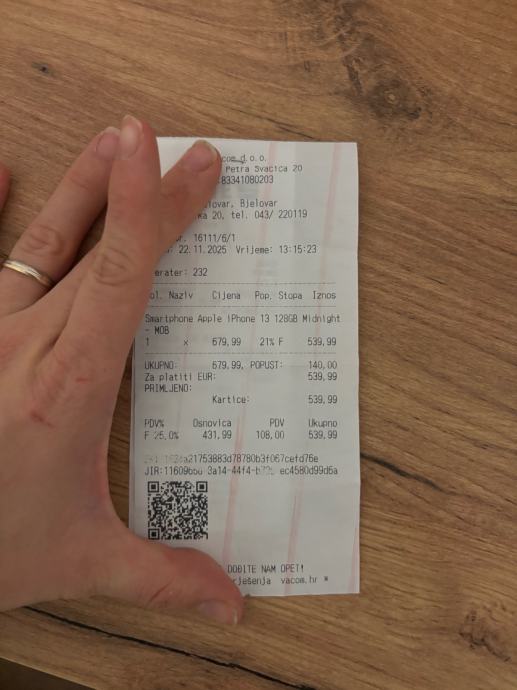 com d.o.o.
Petra Svacica 20
83341080203
lovar, Bjelovar
ka 20, tel. 043/ 220119
16111/6/1
22.11.2025 Vrijeme: 13:15:23
erater: 232
ol. Naziv Cijena Pop. Stopa Iznos
Smartphone Apple iPhone 13 128GB Midnight
- MOB
1 x 679,99 21% F 539,99
UKUPNO: 679,99, POPUST: 140,00
Za platiti EUR: 539,99
PRIMLJENO:
Kartice: 539,99
PDV% Osnovica PDV Ukupno
F 25,0% 431,99 108,00 539,99
JIR:
DOĐITE NAM OPET!
rješenja vacom.hr *